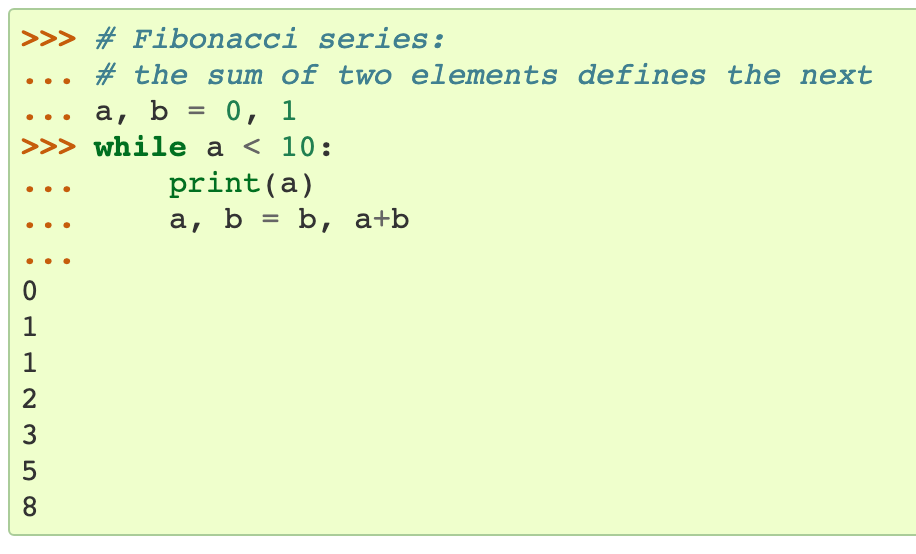 >>> # Fibonacci series:
... # the sum of two elements defines the next
... a, b = 0, 1
>>> while a < 10:
...     print(a)
...     a, b = b, a+b
...
0
1
1
2
3
5
8